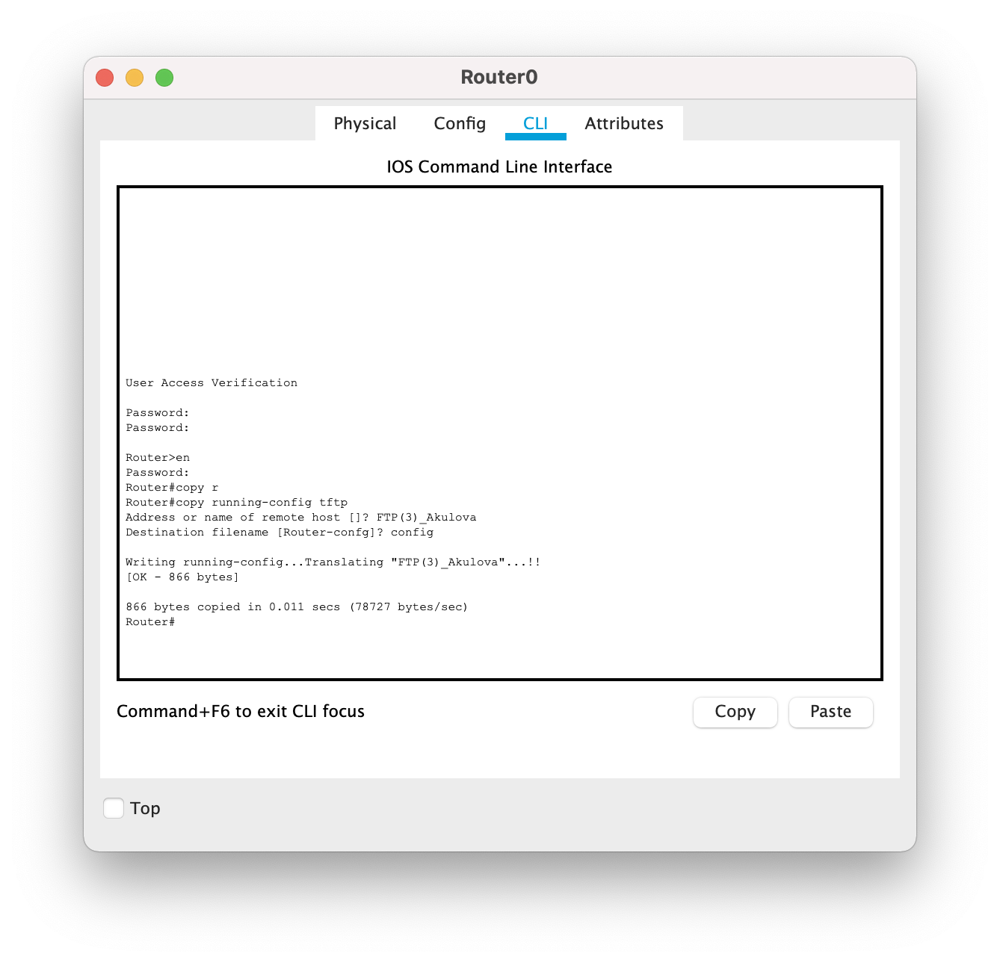 Router0
Physical Config CLI Attributes
IOS Command Line Interface
User Access Verification
Password:
Password:
Router>en
Password:
Router#copy r
Router#copy running-config tftp
Address or name of remote host []? FTP(3)_Akulova
Destination filename [Router-confg]? config
Writing running-config...Translating "FTP(3)_Akulova"...!!
[OK - 866 bytes]
866 bytes copied in 0.011 secs (78727 bytes/sec)
Router#
Command+F6 to exit CLI focus
Copy Paste
Top